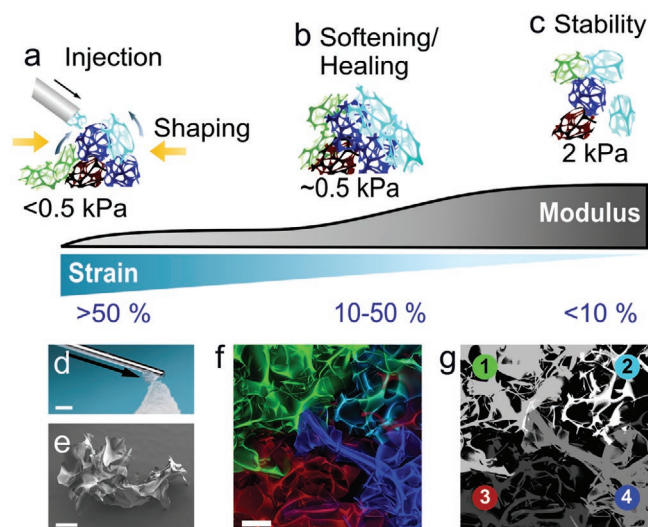 a
Injection
Shaping
<0.5 kPa
b Softening/
Healing
~0.5 kPa
c Stability
2 kPa
Modulus
Strain
>50 %
10-50 %
<10 %
d
e
f
g
1
2
3
4